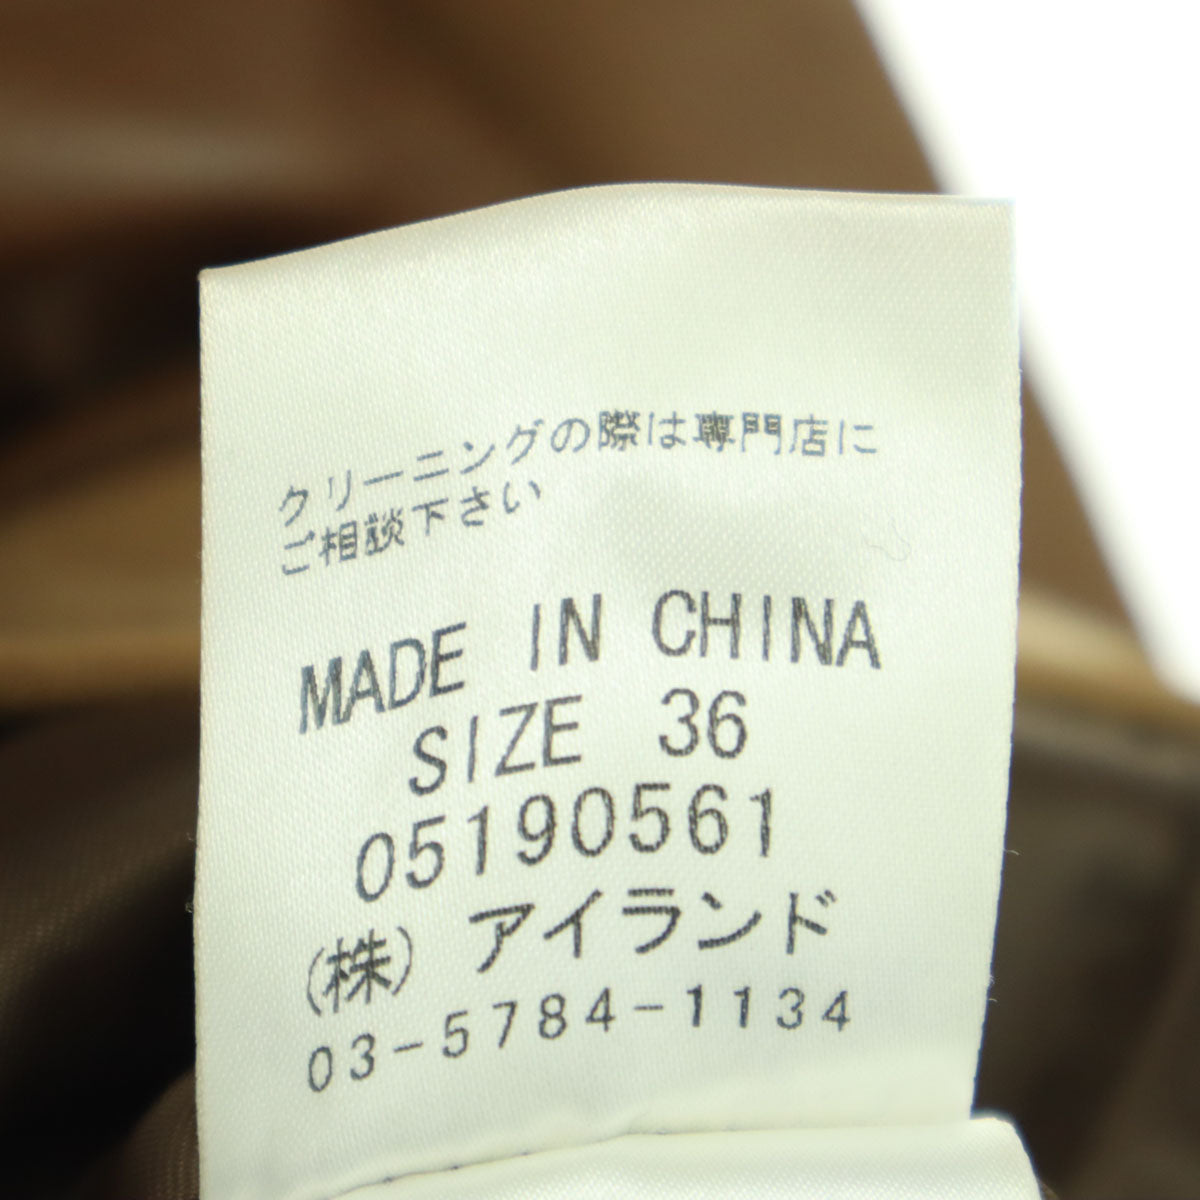 クリーニングの際は専門店に
ご相談下さい
MADE IN CHINA
SIZE 36
05190561
(株)アイランド
03-5784-1134